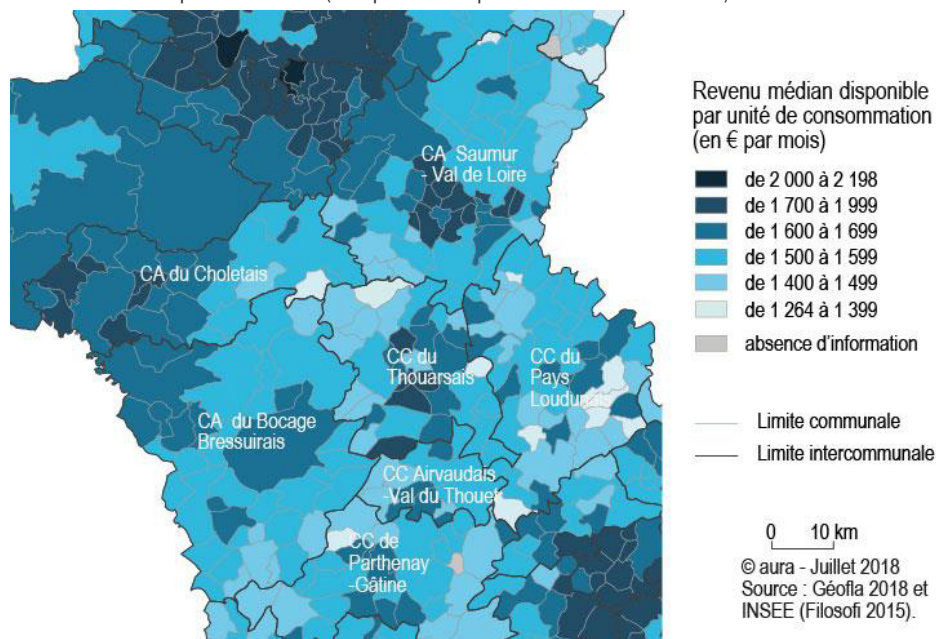 CA Saumur
- Val de Loire
CA du Choletais
CC du
Thouarsais
CC du
Pays
Loudunais
CA du Bocage
Bressuirais
CC Airvaudais
-Val du Thouet
CC de
Parthenay
-Gâtine
Revenu médian disponible
par unité de consommation
(en € par mois)
de 2 000 à 2 198
de 1 700 à 1 999
de 1 600 à 1 699
de 1 500 à 1 599
de 1 400 à 1 499
de 1 264 à 1 399
absence d'information
Limite communale
Limite intercommunale
0 10 km
© aura - Juillet 2018
Source : Géofla 2018 et
INSEE (Filosofi 2015).